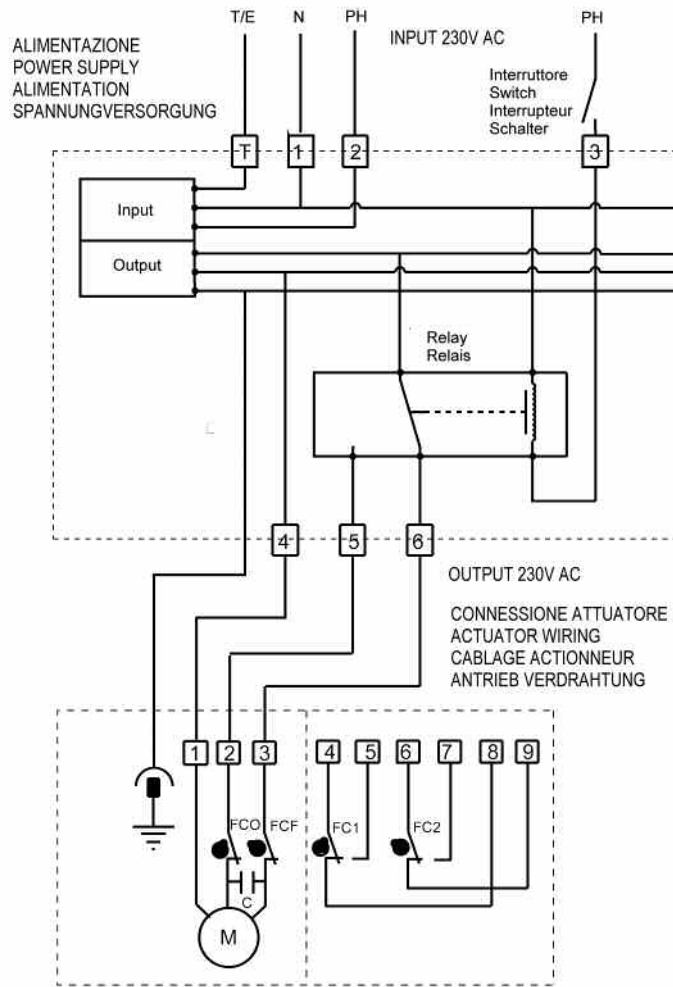 T/E N PH INPUT 230V AC PH
ALIMENTAZIONE
POWER SUPPLY
ALIMENTATION
SPANNUNGVERSORGUNG
Interruttore
Switch
Interrupteur
Schalter
T 1 2 3
Input
Output
Relay
Relais
4 5 6
OUTPUT 230V AC
CONNESSIONE ATTUATORE
ACTUATOR WIRING
CABLAGE ACTIONNEUR
ANTRIEB VERDRAHTUNG
1 2 3 4 5 6 7 8 9
FCO FCF FC1 FC2
C
M